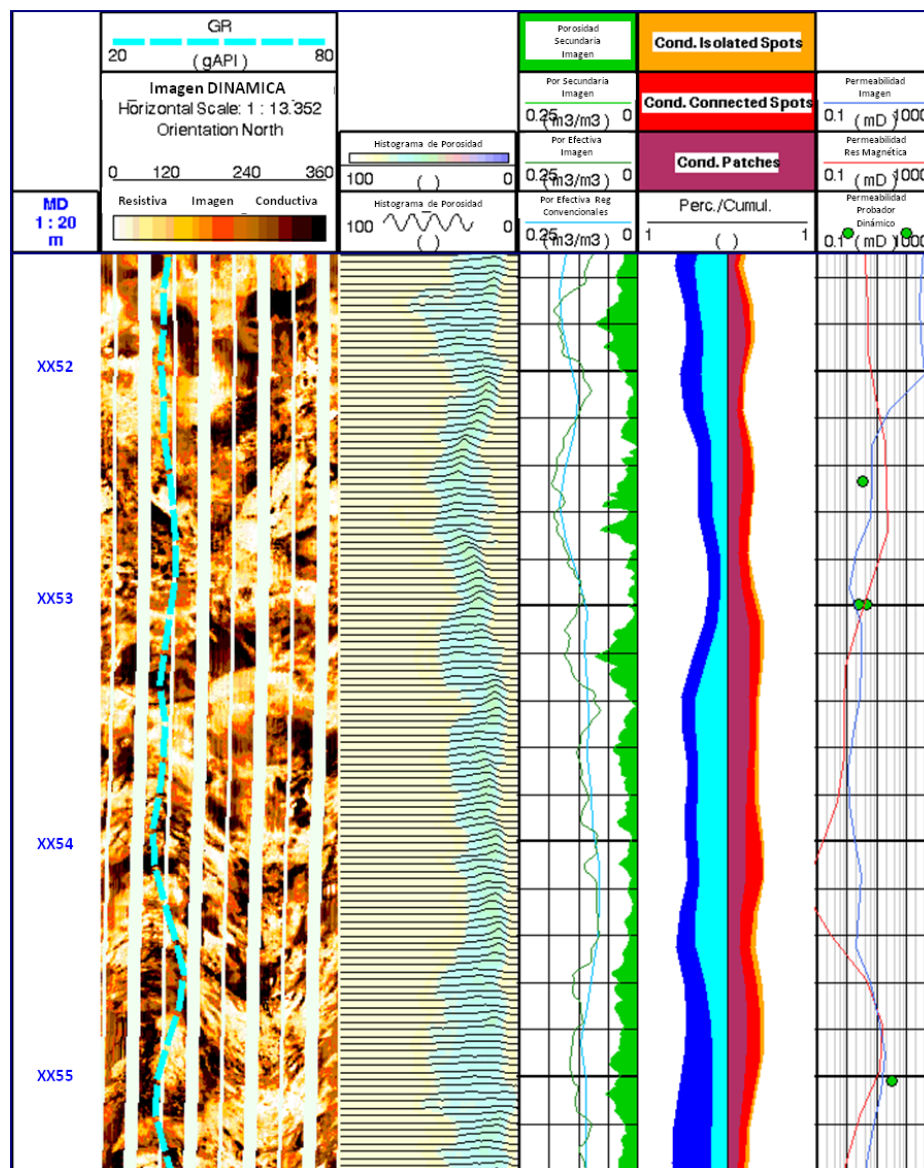 GR
20 80
(gAPI)
Imagen DINAMICA
Horizontal Scale: 1 : 13.352
Orientation North
0 120 240 360
Resistiva Imagen Conductiva
MD
1 : 20
m
Histograma de Porosidad
100 ( ) 0
Histograma de Porosidad
100 0
( )
Porosidad
Secundaria
Imagen
Por Secundaria
Imagen
0.25 (m3/m3) 0
Por Efectiva
Imagen
0.25 (m3/m3) 0
Por Efectiva Reg
Convencionales
0.25 (m3/m3) 0
Cond. Isolated Spots
Cond. Connected Spots
Cond. Patches
Perc./Cumul.
1 ( ) 1
Permeabilidad
Imagen
0.1 (mD) 1000
Permeabilidad
Res Magnética
0.1 (mD) 1000
Permeabilidad
Probador
Dinámico
0.1 (mD) 1000
XX52
XX53
XX54
XX55